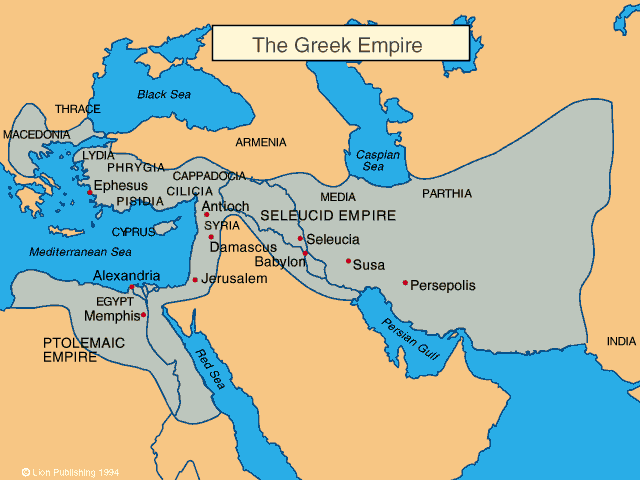 The Greek Empire
Black Sea
THRACE
MACEDONIA
ARMENIA
LYDIA
PHRYGIA
CAPPADOCIA
Caspian
Sea
Ephesus
CILICIA
MEDIA
PARTHIA
PISIDIA
Antioch
SELEUCID EMPIRE
CYPRUS
SYRIA
Seleucia
Mediterranean Sea
Damascus
Babylon
Susa
Alexandria
Jerusalem
Persepolis
EGYPT
Memphis
PTOLEMAIC
EMPIRE
Red Sea
Persian Gulf
INDIA
© Lion Publishing 1994